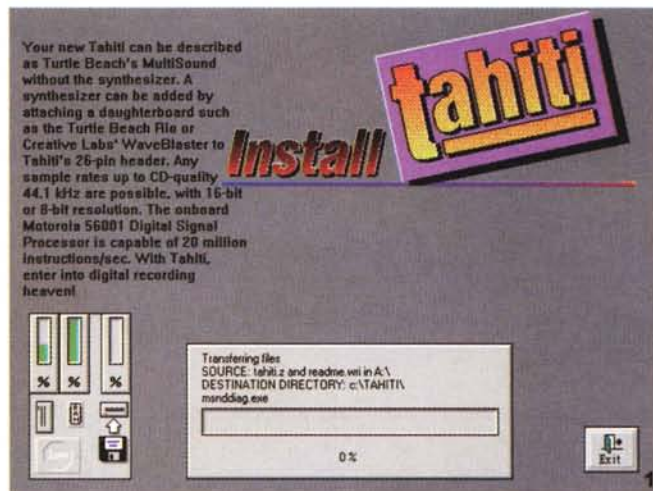 Your new Tahiti can be described
as Turtle Beach's MultiSound
without the synthesizer. A
synthesizer can be added by
attaching a daughterboard such
as the Turtle Beach Rio or
Creative Labs' WaveBlaster to
Tahiti's 26-pin header. Any
sample rates up to CD-quality
44.1 kHz are possible, with 16-bit
or 8-bit resolution. The onboard
Motorola 56001 Digital Signal
Processor is capable of 20 million
instructions/sec. With Tahiti,
enter into digital recording
heaven!
tahiti
Install
% % %
Transferring files
SOURCE: tahiti.z and readme.wri in A:\
DESTINATION DIRECTORY: c:\TAHITI\
msnddiag.exe
0 %
Exit
1